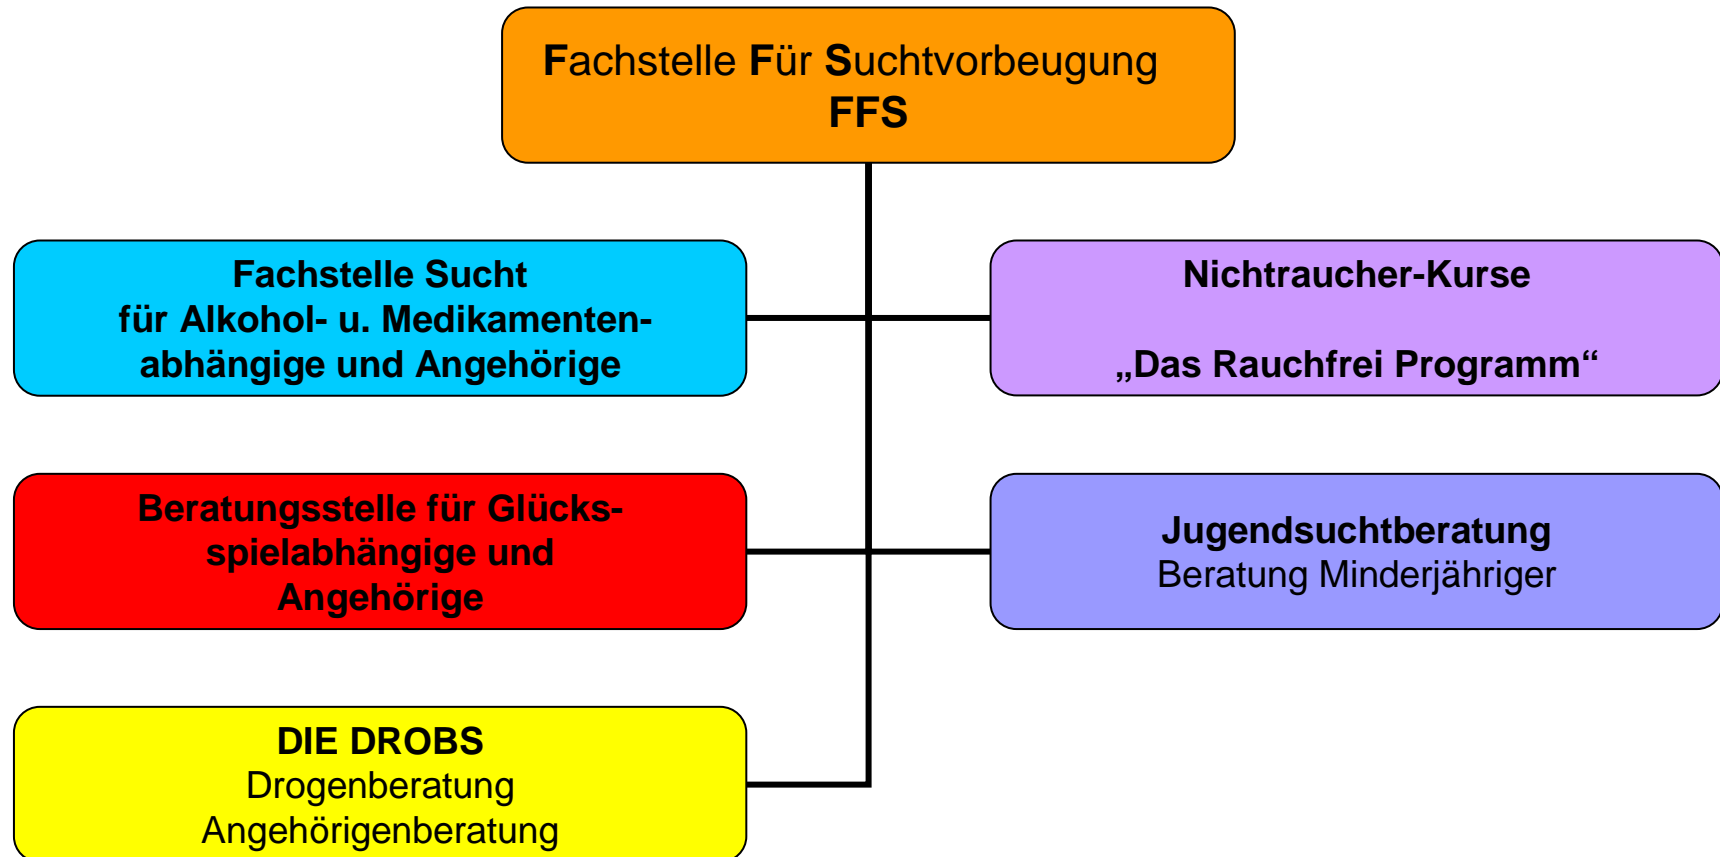 Fachstelle Für Suchtvorbeugung
FFS
Fachstelle Sucht
für Alkohol- u. Medikamenten-
abhängige und Angehörige
Nichtraucher-Kurse
„Das Rauchfrei Programm“
Beratungsstelle für Glücks-
spielabhängige und
Angehörige
Jugendsuchtberatung
Beratung Minderjähriger
DIE DROBS
Drogenberatung
Angehörigenberatung